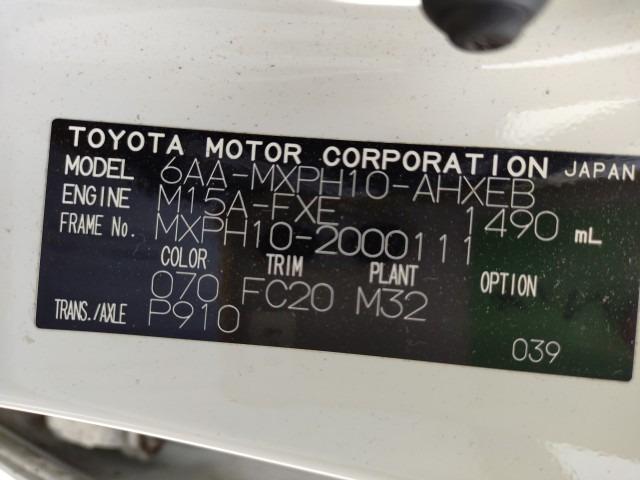 TOYOTA MOTOR CORPORATION JAPAN
MODEL 6AA-MXPH10-AHXEB
ENGINE M15A-FXE 1490 mL
FRAME No. MXPH10-2000111
COLOR TRIM PLANT OPTION
070 FC20 M32
TRANS./AXLE P910
039